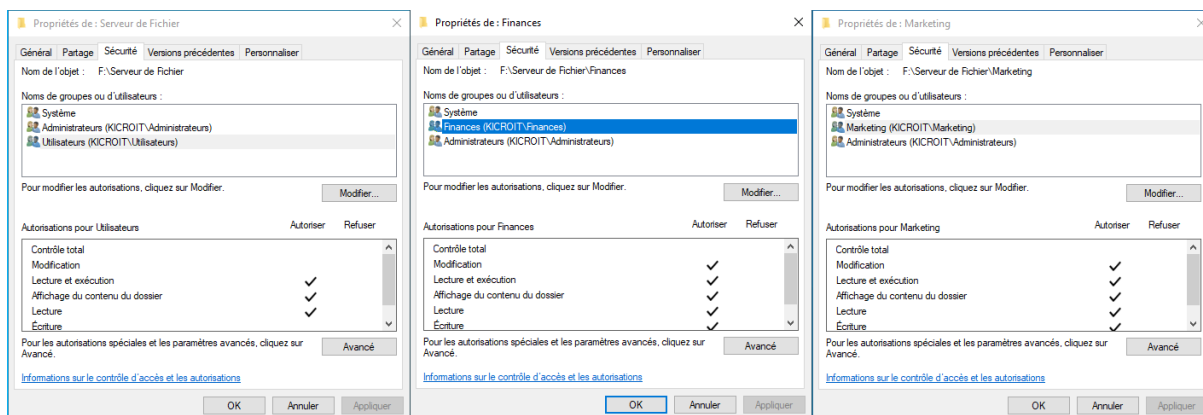 Propriétés de : Serveur de Fichier
Général Partage Sécurité Versions précédentes Personnaliser
Nom de l'objet : F:\Serveur de Fichier
Noms de groupes ou d'utilisateurs :
Système
Administrateurs (KICROIT\Administrateurs)
Utilisateurs (KICROIT\Utilisateurs)
Pour modifier les autorisations, cliquez sur Modifier.
Modifier...
Autorisations pour Utilisateurs Autoriser Refuser
Contrôle total
Modification
Lecture et exécution
Affichage du contenu du dossier
Lecture
Écriture
Pour les autorisations spéciales et les paramètres avancés, cliquez sur
Avancé.
Avancé
Informations sur le contrôle d'accès et les autorisations
OK Annuler Appliquer
Propriétés de : Finances
Général Partage Sécurité Versions précédentes Personnaliser
Nom de l'objet : F:\Serveur de Fichier\Finances
Noms de groupes ou d'utilisateurs :
Système
Finances (KICROIT\Finances)
Administrateurs (KICROIT\Administrateurs)
Pour modifier les autorisations, cliquez sur Modifier.
Modifier...
Autorisations pour Finances Autoriser Refuser
Contrôle total
Modification
Lecture et exécution
Affichage du contenu du dossier
Lecture
Écriture
Pour les autorisations spéciales et les paramètres avancés, cliquez sur
Avancé.
Avancé
Informations sur le contrôle d'accès et les autorisations
OK Annuler Appliquer
Propriétés de : Marketing
Général Partage Sécurité Versions précédentes Personnaliser
Nom de l'objet : F:\Serveur de Fichier\Marketing
Noms de groupes ou d'utilisateurs :
Système
Marketing (KICROIT\Marketing)
Administrateurs (KICROIT\Administrateurs)
Pour modifier les autorisations, cliquez sur Modifier.
Modifier...
Autorisations pour Marketing Autoriser Refuser
Contrôle total
Modification
Lecture et exécution
Affichage du contenu du dossier
Lecture
Écriture
Pour les autorisations spéciales et les paramètres avancés, cliquez sur
Avancé.
Avancé
Informations sur le contrôle d'accès et les autorisations
OK Annuler Appliquer